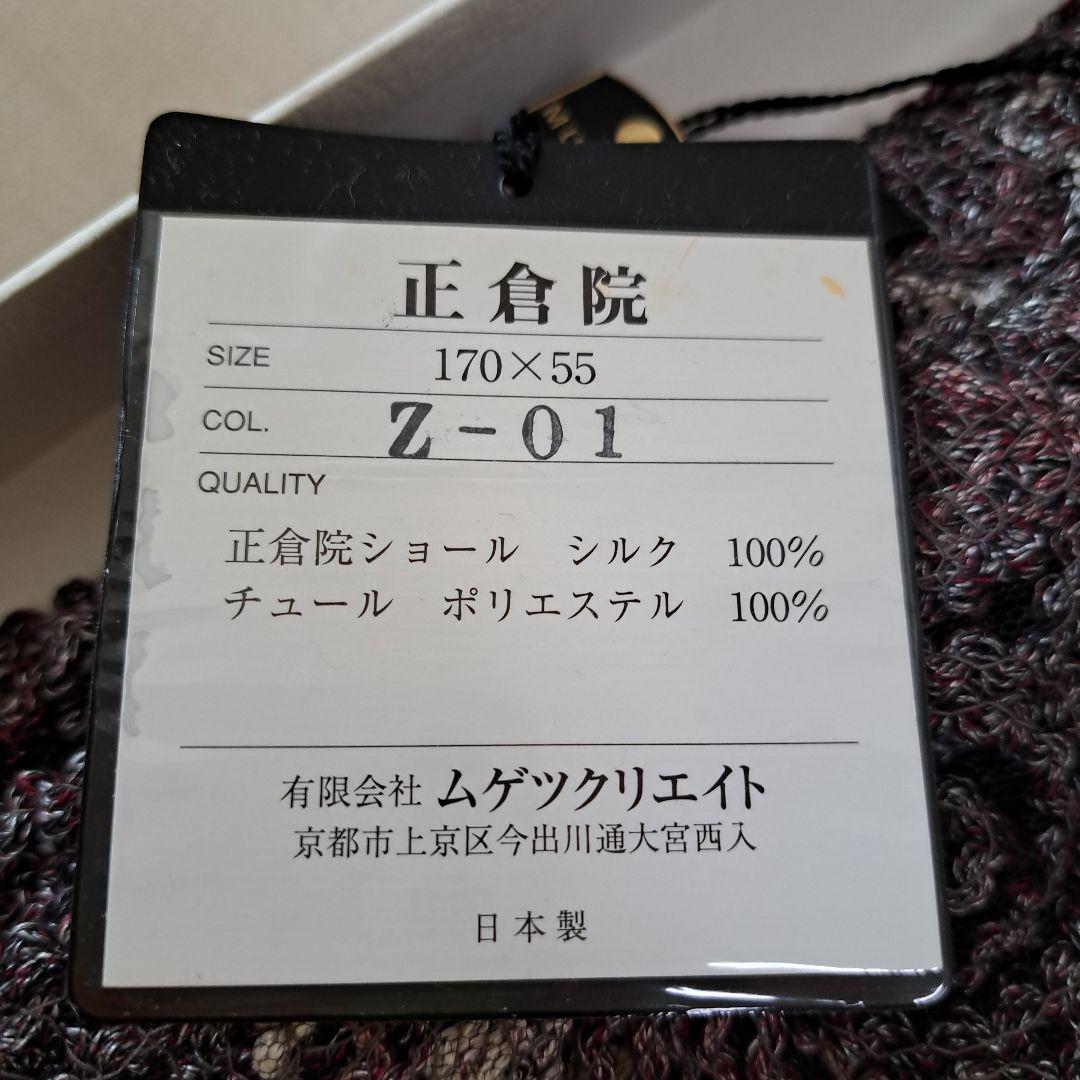 正倉院
SIZE 170×55
COL. Z-01
QUALITY
正倉院ショール シルク 100%
チュール ポリエステル 100%
有限会社 ムゲツクリエイト
京都市上京区今出川通大宮西入
日本製